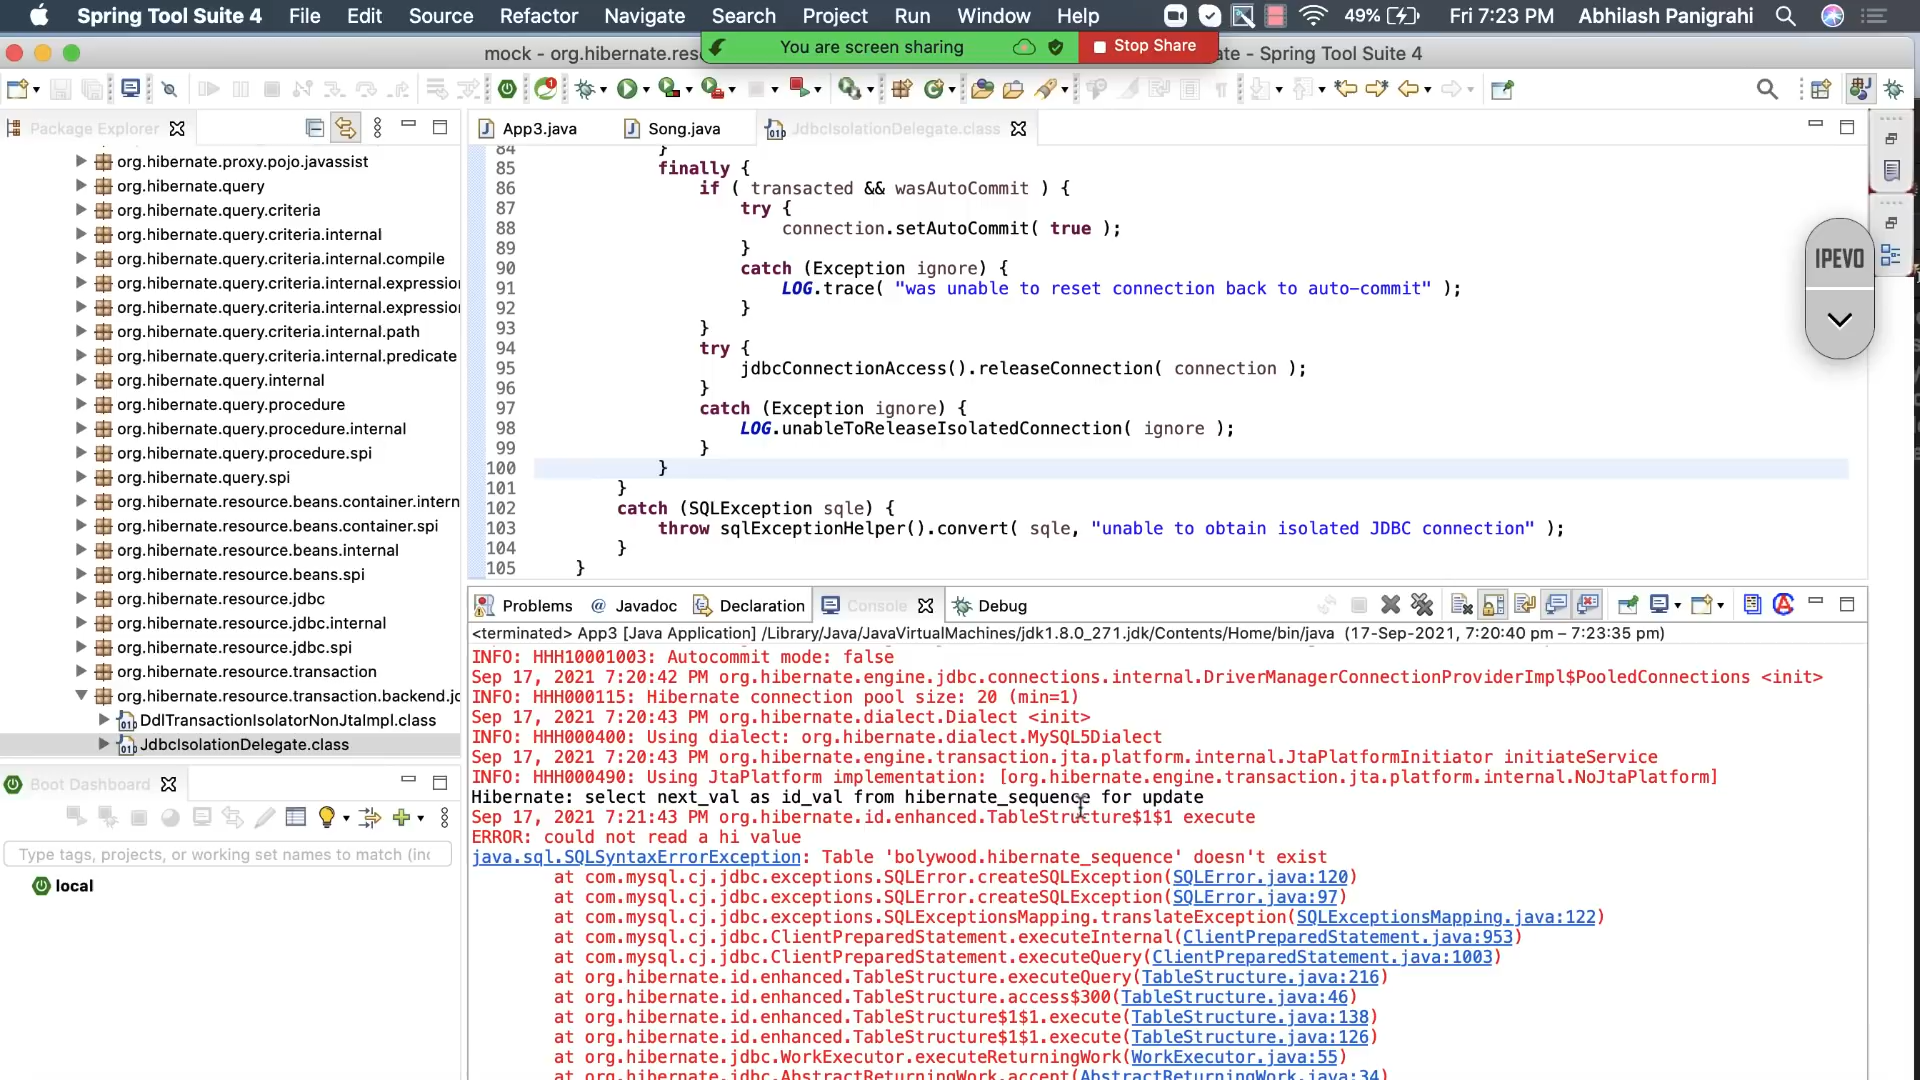 Spring Tool Suite 4 File Edit Source Refactor Navigate Search Project Run Window Help 49% Fri 7:23 PM Abhilash Panigrahi
You are screen sharing
Stop Share
mock - org.hibernate.res
te - Spring Tool Suite 4
Package Explorer
org.hibernate.proxy.pojo.javassist
org.hibernate.query
org.hibernate.query.criteria
org.hibernate.query.criteria.internal
org.hibernate.query.criteria.internal.compile
org.hibernate.query.criteria.internal.expressio
org.hibernate.query.criteria.internal.expressio
org.hibernate.query.criteria.internal.path
org.hibernate.query.criteria.internal.predicate
org.hibernate.query.internal
org.hibernate.query.procedure
org.hibernate.query.procedure.internal
org.hibernate.query.procedure.spi
org.hibernate.query.spi
org.hibernate.resource.beans.container.intern
org.hibernate.resource.beans.container.spi
org.hibernate.resource.beans.internal
org.hibernate.resource.beans.spi
org.hibernate.resource.jdbc
org.hibernate.resource.jdbc.internal
org.hibernate.resource.jdbc.spi
org.hibernate.resource.transaction
org.hibernate.resource.transaction.backend.jd
DdlTransactionIsolatorNonJtaImpl.class
JdbcIsolationDelegate.class
Boot Dashboard
Type tags, projects, or working set names to match (inc
local
App3.java Song.java JdbcIsolationDelegate.class
84 }
85 finally {
86 if ( transacted && wasAutoCommit ) {
87 try {
88 connection.setAutoCommit( true );
89 }
90 catch (Exception ignore) {
91 LOG.trace( "was unable to reset connection back to auto-commit" );
92 }
93 }
94 try {
95 jdbcConnectionAccess().releaseConnection( connection );
96 }
97 catch (Exception ignore) {
98 LOG.unableToReleaseIsolatedConnection( ignore );
99 }
100 }
101 }
102 catch (SQLException sqle) {
103 throw sqlExceptionHelper().convert( sqle, "unable to obtain isolated JDBC connection" );
104 }
105 }
IPEVO
Problems @ Javadoc Declaration Console Debug
<terminated> App3 [Java Application] /Library/Java/JavaVirtualMachines/jdk1.8.0_271.jdk/Contents/Home/bin/java (17-Sep-2021, 7:20:40 pm – 7:23:35 pm)
INFO: HHH10001003: Autocommit mode: false
Sep 17, 2021 7:20:42 PM org.hibernate.engine.jdbc.connections.internal.DriverManagerConnectionProviderImpl$PooledConnections <init>
INFO: HHH000115: Hibernate connection pool size: 20 (min=1)
Sep 17, 2021 7:20:43 PM org.hibernate.dialect.Dialect <init>
INFO: HHH000400: Using dialect: org.hibernate.dialect.MySQL5Dialect
Sep 17, 2021 7:20:43 PM org.hibernate.engine.transaction.jta.platform.internal.JtaPlatformInitiator initiateService
INFO: HHH000490: Using JtaPlatform implementation: [org.hibernate.engine.transaction.jta.platform.internal.NoJtaPlatform]
Hibernate: select next_val as id_val from hibernate_sequence for update
Sep 17, 2021 7:21:43 PM org.hibernate.id.enhanced.TableStructure$1$1 execute
ERROR: could not read a hi value
java.sql.SQLSyntaxErrorException: Table 'bolywood.hibernate_sequence' doesn't exist
at com.mysql.cj.jdbc.exceptions.SQLError.createSQLException(SQLError.java:120)
at com.mysql.cj.jdbc.exceptions.SQLError.createSQLException(SQLError.java:97)
at com.mysql.cj.jdbc.exceptions.SQLExceptionsMapping.translateException(SQLExceptionsMapping.java:122)
at com.mysql.cj.jdbc.ClientPreparedStatement.executeInternal(ClientPreparedStatement.java:953)
at com.mysql.cj.jdbc.ClientPreparedStatement.executeQuery(ClientPreparedStatement.java:1003)
at org.hibernate.id.enhanced.TableStructure.executeQuery(TableStructure.java:216)
at org.hibernate.id.enhanced.TableStructure.access$300(TableStructure.java:46)
at org.hibernate.id.enhanced.TableStructure$1$1.execute(TableStructure.java:138)
at org.hibernate.id.enhanced.TableStructure$1$1.execute(TableStructure.java:126)
at org.hibernate.jdbc.WorkExecutor.executeReturningWork(WorkExecutor.java:55)
at org.hibernate.jdbc.AbstractReturningWork.accept(AbstractReturningWork.java:34)